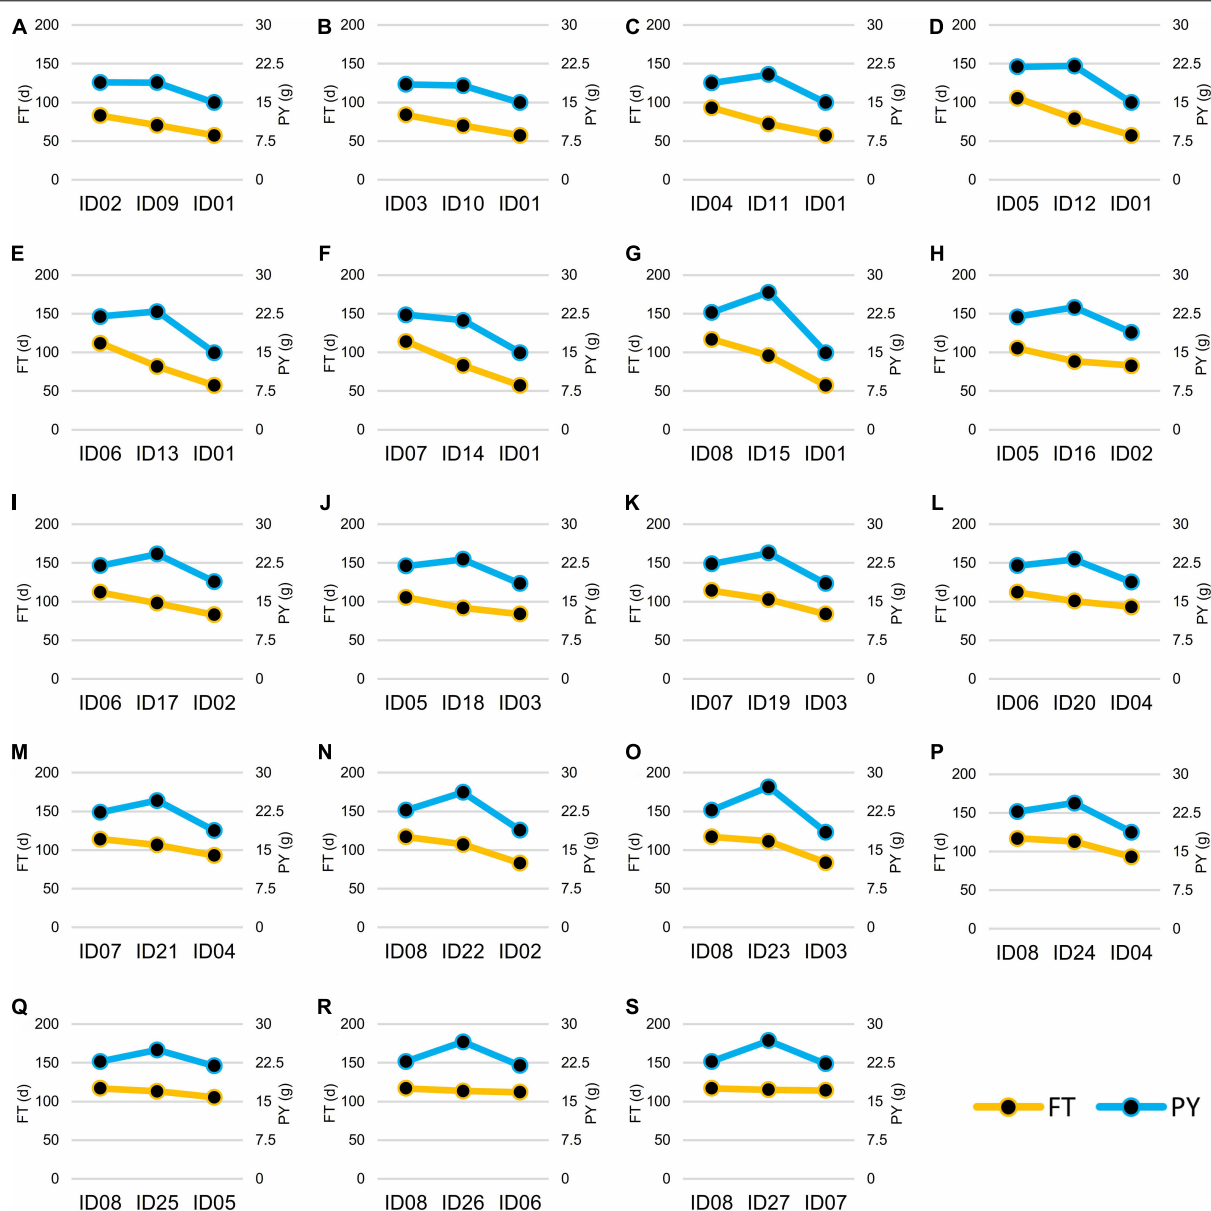 A 200 150 100 50 0 FT (d) 30 22.5 15 7.5 0 PY (g)
ID02 ID09 ID01
B 200 150 100 50 0 FT (d) 30 22.5 15 7.5 0 PY (g)
ID03 ID10 ID01
C 200 150 100 50 0 FT (d) 30 22.5 15 7.5 0 PY (g)
ID04 ID11 ID01
D 200 150 100 50 0 FT (d) 30 22.5 15 7.5 0 PY (g)
ID05 ID12 ID01
E 200 150 100 50 0 FT (d) 30 22.5 15 7.5 0 PY (g)
ID06 ID13 ID01
F 200 150 100 50 0 FT (d) 30 22.5 15 7.5 0 PY (g)
ID07 ID14 ID01
G 200 150 100 50 0 FT (d) 30 22.5 15 7.5 0 PY (g)
ID08 ID15 ID01
H 200 150 100 50 0 FT (d) 30 22.5 15 7.5 0 PY (g)
ID05 ID16 ID02
I 200 150 100 50 0 FT (d) 30 22.5 15 7.5 0 PY (g)
ID06 ID17 ID02
J 200 150 100 50 0 FT (d) 30 22.5 15 7.5 0 PY (g)
ID05 ID18 ID03
K 200 150 100 50 0 FT (d) 30 22.5 15 7.5 0 PY (g)
ID07 ID19 ID03
L 200 150 100 50 0 FT (d) 30 22.5 15 7.5 0 PY (g)
ID06 ID20 ID04
M 200 150 100 50 0 FT (d) 30 22.5 15 7.5 0 PY (g)
ID07 ID21 ID04
N 200 150 100 50 0 FT (d) 30 22.5 15 7.5 0 PY (g)
ID08 ID22 ID02
O 200 150 100 50 0 FT (d) 30 22.5 15 7.5 0 PY (g)
ID08 ID23 ID03
P 200 150 100 50 0 FT (d) 30 22.5 15 7.5 0 PY (g)
ID08 ID24 ID04
Q 200 150 100 50 0 FT (d) 30 22.5 15 7.5 0 PY (g)
ID08 ID25 ID05
R 200 150 100 50 0 FT (d) 30 22.5 15 7.5 0 PY (g)
ID08 ID26 ID06
S 200 150 100 50 0 FT (d) 30 22.5 15 7.5 0 PY (g)
ID08 ID27 ID07
FT PY